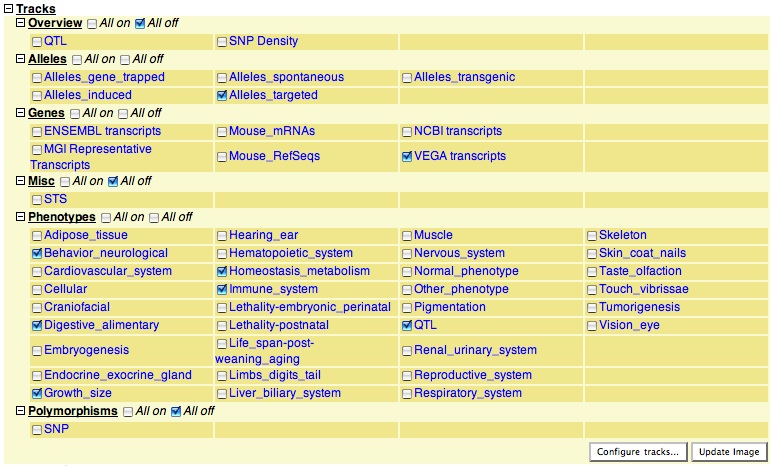 Tracks
Overview All on All off
QTL SNP Density
Alleles All on All off
Alleles_gene_trapped Alleles_spontaneous Alleles_transgenic
Alleles_induced Alleles_targeted
Genes All on All off
ENSEMBL transcripts Mouse_mRNAs NCBI transcripts
MGI Representative
Transcripts Mouse_RefSeqs VEGA transcripts
Misc All on All off
STS
Phenotypes All on All off
Adipose_tissue Hearing_ear Muscle Skeleton
Behavior_neurological Hematopoietic_system Nervous_system Skin_coat_nails
Cardiovascular_system Homeostasis_metabolism Normal_phenotype Taste_olfaction
Cellular Immune_system Other_phenotype Touch_vibrissae
Craniofacial Lethality-embryonic_perinatal Pigmentation Tumorigenesis
Digestive_alimentary Lethality-postnatal QTL Vision_eye
Embryogenesis Life_span-post-
weaning_aging Renal_urinary_system
Endocrine_exocrine_gland Limbs_digits_tail Reproductive_system
Growth_size Liver_biliary_system Respiratory_system
Polymorphisms All on All off
SNP
Configure tracks... Update Image